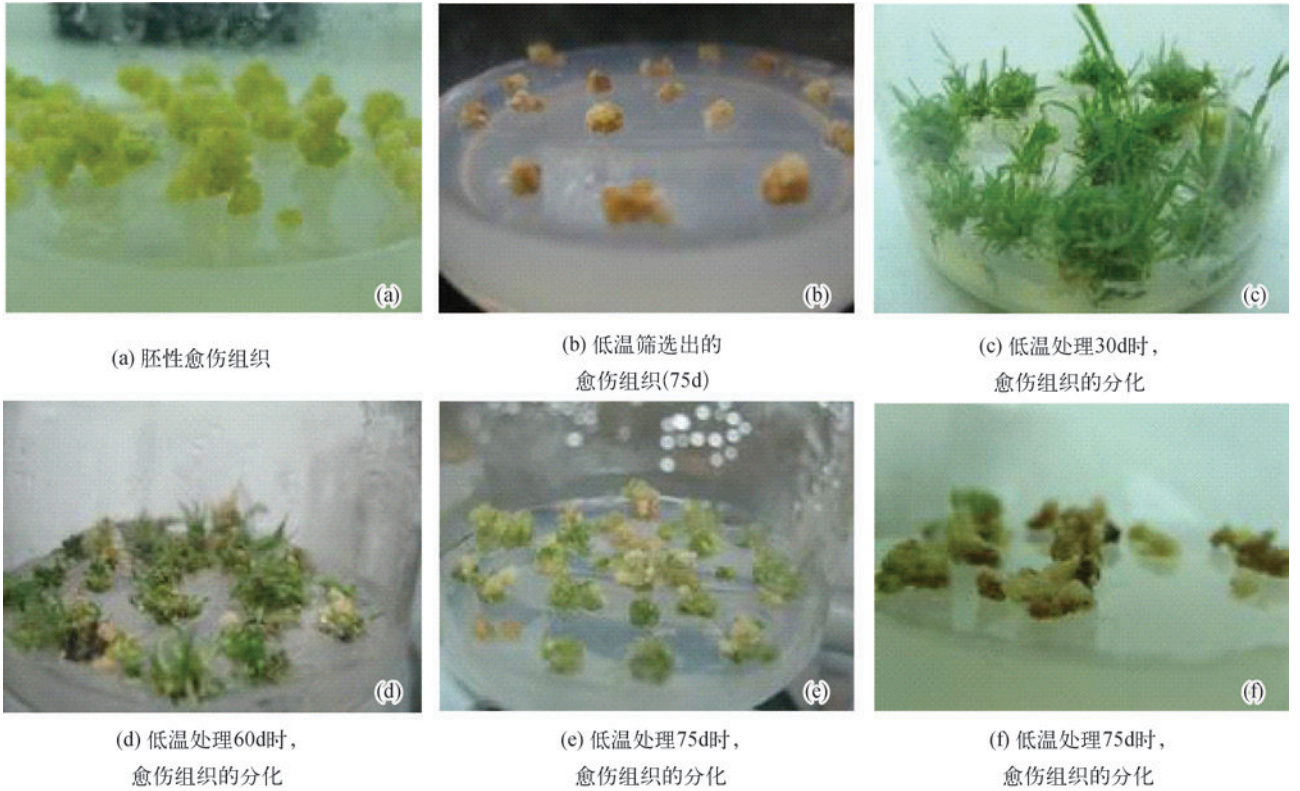 (a)
(b)
(c)
(a) 胚性愈伤组织
(b) 低温筛选出的
愈伤组织(75d)
(c) 低温处理30d时,
愈伤组织的分化
(d)
(e)
(f)
(d) 低温处理60d时,
愈伤组织的分化
(e) 低温处理75d时,
愈伤组织的分化
(f) 低温处理75d时,
愈伤组织的分化